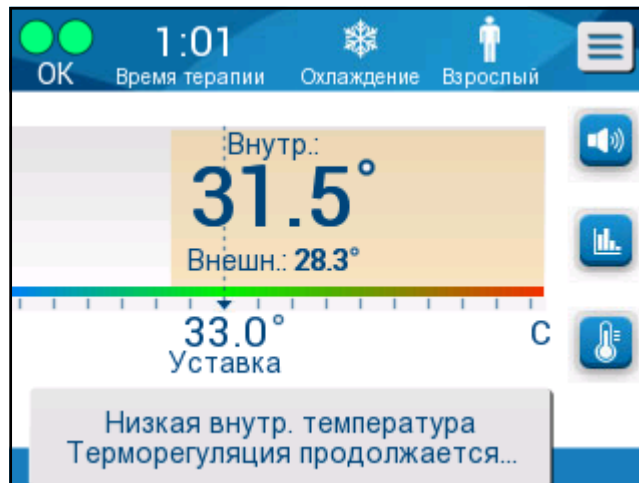 1:01
OK
Время терапии
Охлаждение
Взрослый
Внутр.:
31.5°
Внешн.: 28.3°
33.0°
C
Уставка
Низкая внутр. температура
Терморегуляция продолжается...